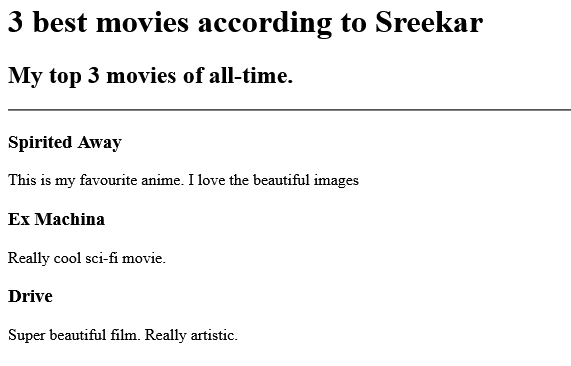 3 best movies according to Sreekar
My top 3 movies of all-time.
Spirited Away
This is my favourite anime. I love the beautiful images
Ex Machina
Really cool sci-fi movie.
Drive
Super beautiful film. Really artistic.